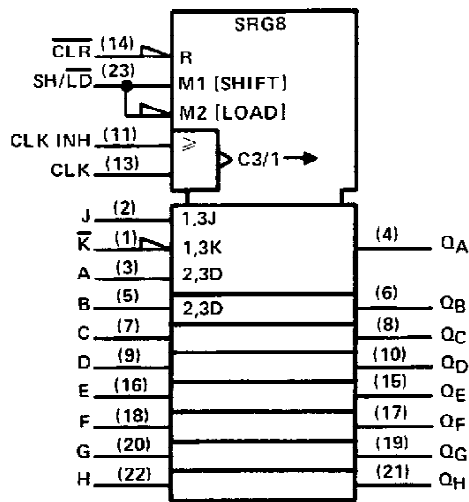 SRG8
C̅L̅R̅ (14) R
SH/L̅D̅ (23) M1 [SHIFT]
M2 [LOAD]
CLK INH (11) ≥
CLK (13) C3/1
J (2) 1,3J
K̅ (1) 1,3K (4) QA
A (3) 2,3D
B (5) 2,3D (6) QB
C (7) (8) QC
D (9) (10) QD
E (16) (15) QE
F (18) (17) QF
G (20) (19) QG
H (22) (21) QH